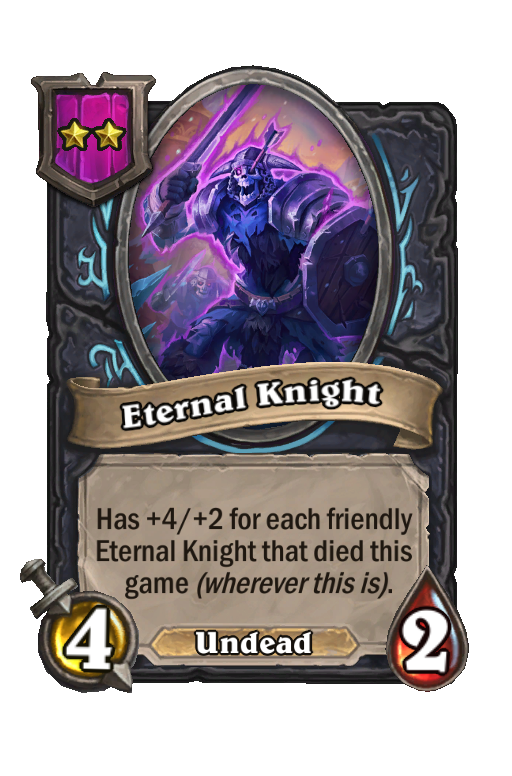 Eternal Knight
Has +4/+2 for each friendly
Eternal Knight that died this
game (wherever this is).
4
Undead
2